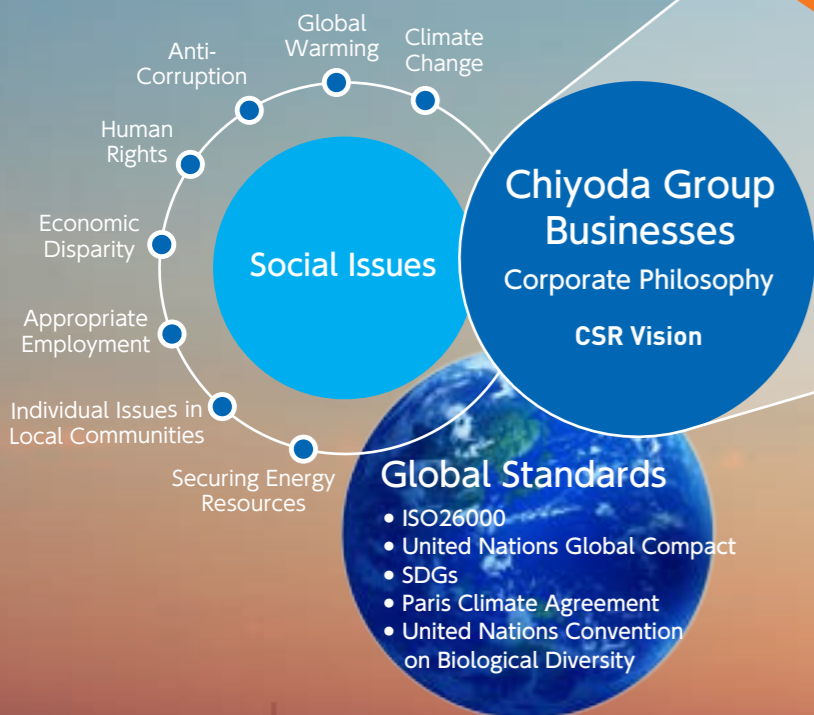 Global
Warming
Climate
Change
Anti-
Corruption
Human
Rights
Economic
Disparity
Appropriate
Employment
Individual Issues in
Local Communities
Securing Energy
Resources
Social Issues
Chiyoda Group
Businesses
Corporate Philosophy
CSR Vision
Global Standards
• ISO26000
• United Nations Global Compact
• SDGs
• Paris Climate Agreement
• United Nations Convention
on Biological Diversity